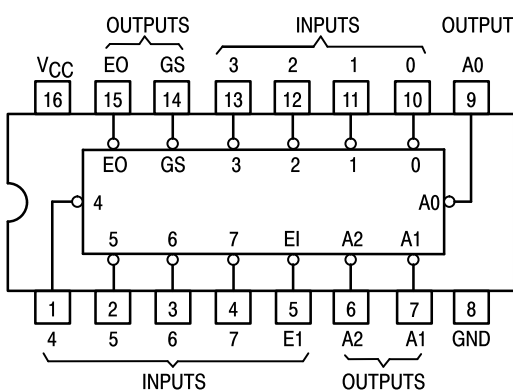 OUTPUTS INPUTS OUTPUT
VCC EO GS 3 2 1 0 A0
16 15 14 13 12 11 10 9
EO GS 3 2 1 0
4 A0
5 6 7 EI A2 A1
1 2 3 4 5 6 7 8
4 5 6 7 E1 A2 A1 GND
INPUTS OUTPUTS